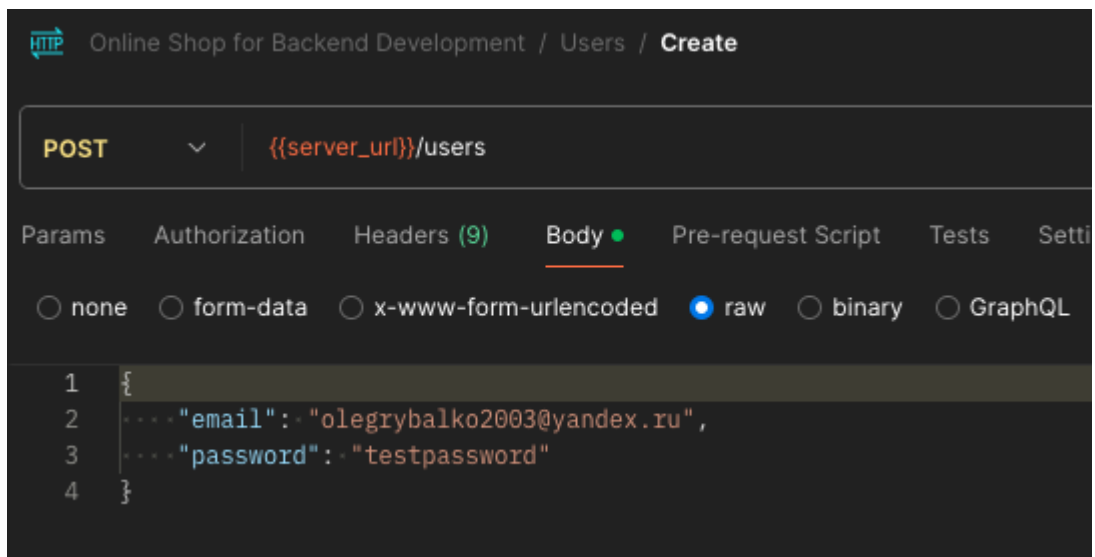 HTTP Online Shop for Backend Development / Users / Create
POST {{server_url}}/users
Params Authorization Headers (9) Body Pre-request Script Tests Setti
none form-data x-www-form-urlencoded raw binary GraphQL
1 {
2 "email": "olegrybalko2003@yandex.ru",
3 "password": "testpassword"
4 }